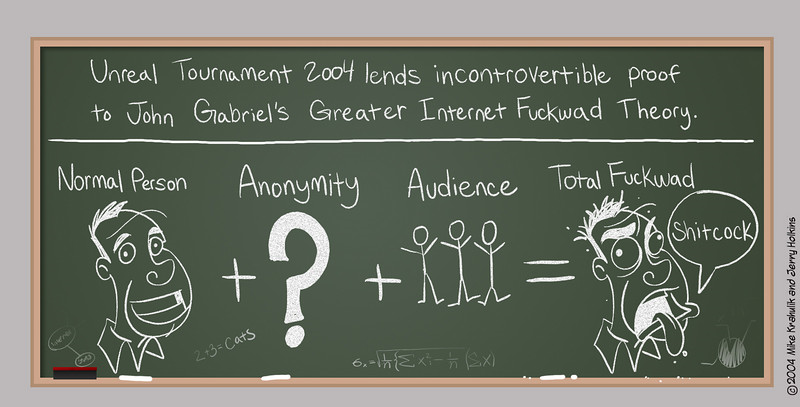 Unreal Tournament 2004 lends incontrovertible proof
to John Gabriel's Greater Internet Fuckwad Theory.
Normal Person
Anonymity
Audience
Total Fuckwad
+
?
+
=
Shitcock
2+3=cats
© 2004 Mike Krahulik and Jerry Holkins